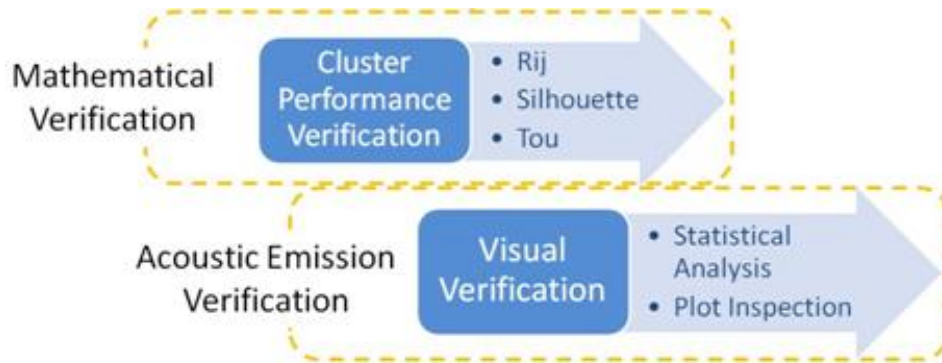 Mathematical
Verification
Cluster
Performance
Verification
• Rij
• Silhouette
• Tou
Acoustic Emission
Verification
Visual
Verification
• Statistical
Analysis
• Plot Inspection